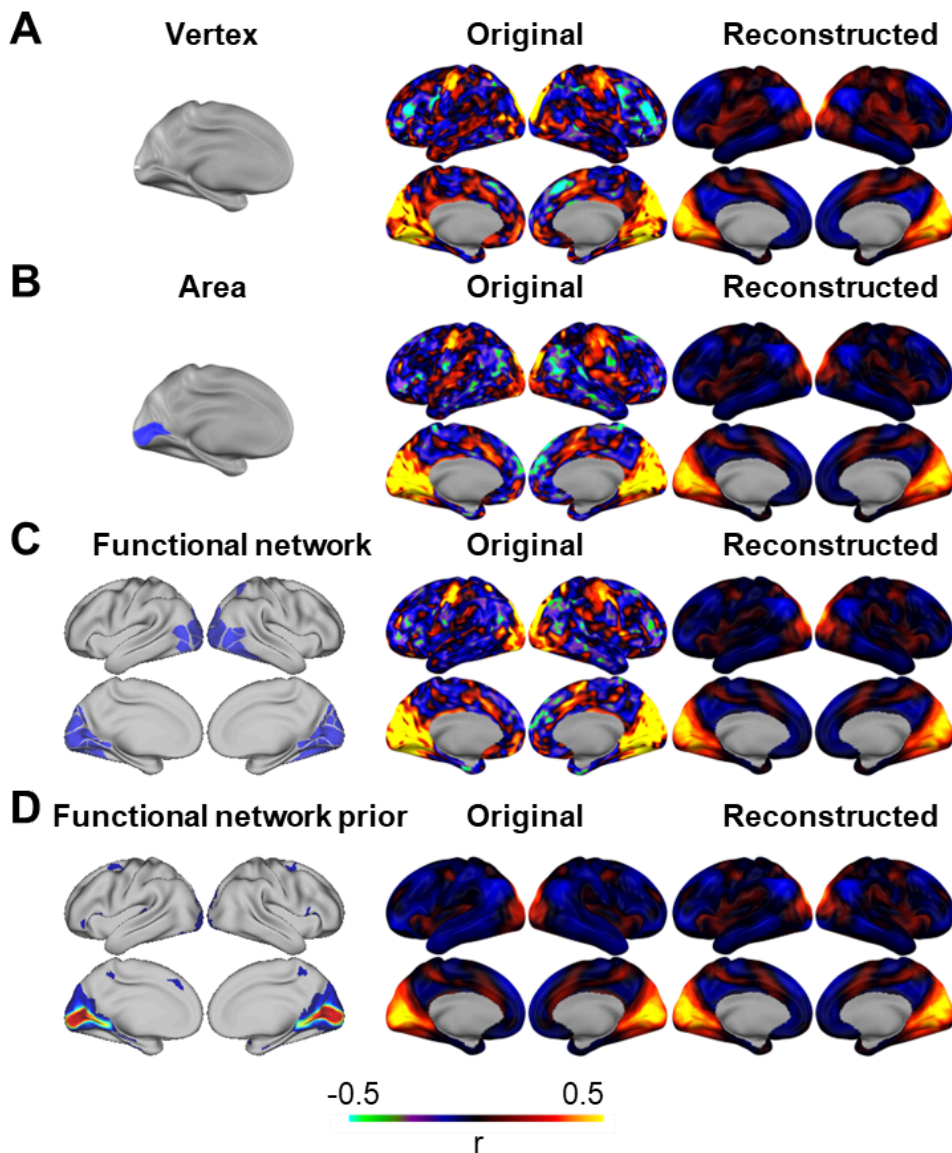 A Vertex Original Reconstructed
B Area Original Reconstructed
C Functional network Original Reconstructed
D Functional network prior Original Reconstructed
-0.5 0.5
r